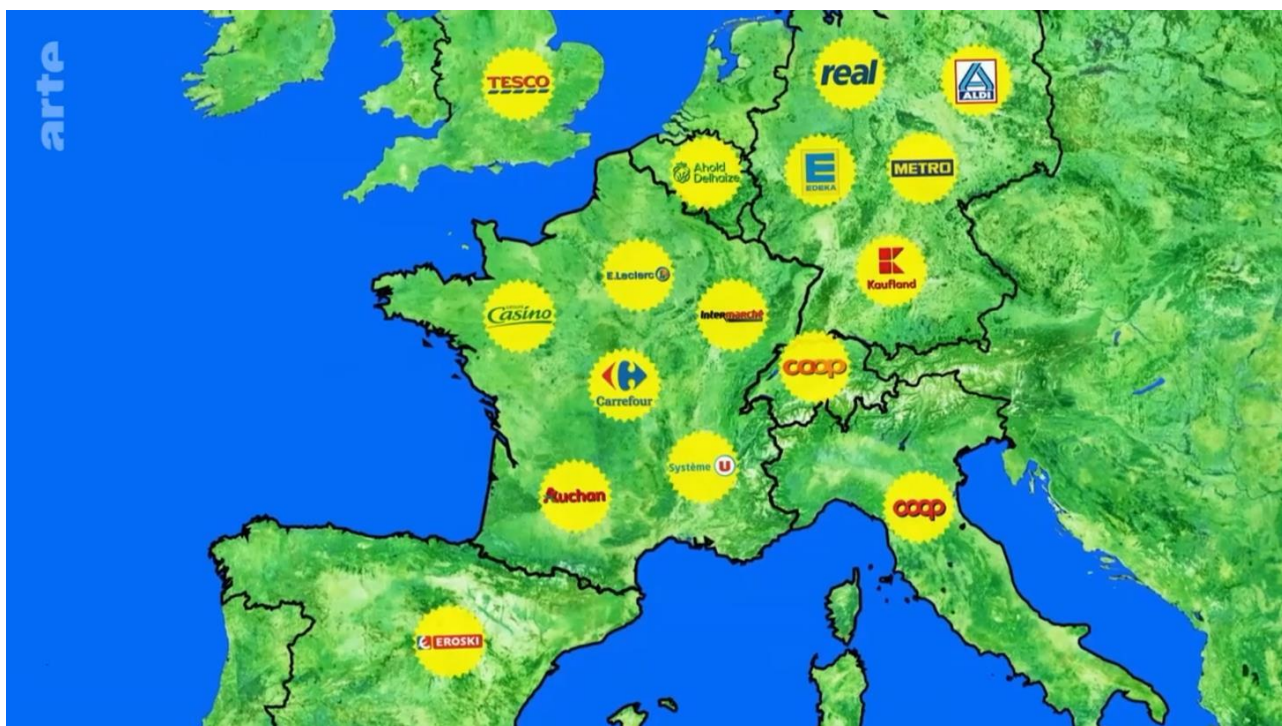 arte
TESCO
real
ALDI
Ahold
Delhaize
E
EDEKA
METRO
Kaufland
E.Leclerc L
Casino
Intermarché
coop
Carrefour
Système U
Auchan
coop
EROSKI